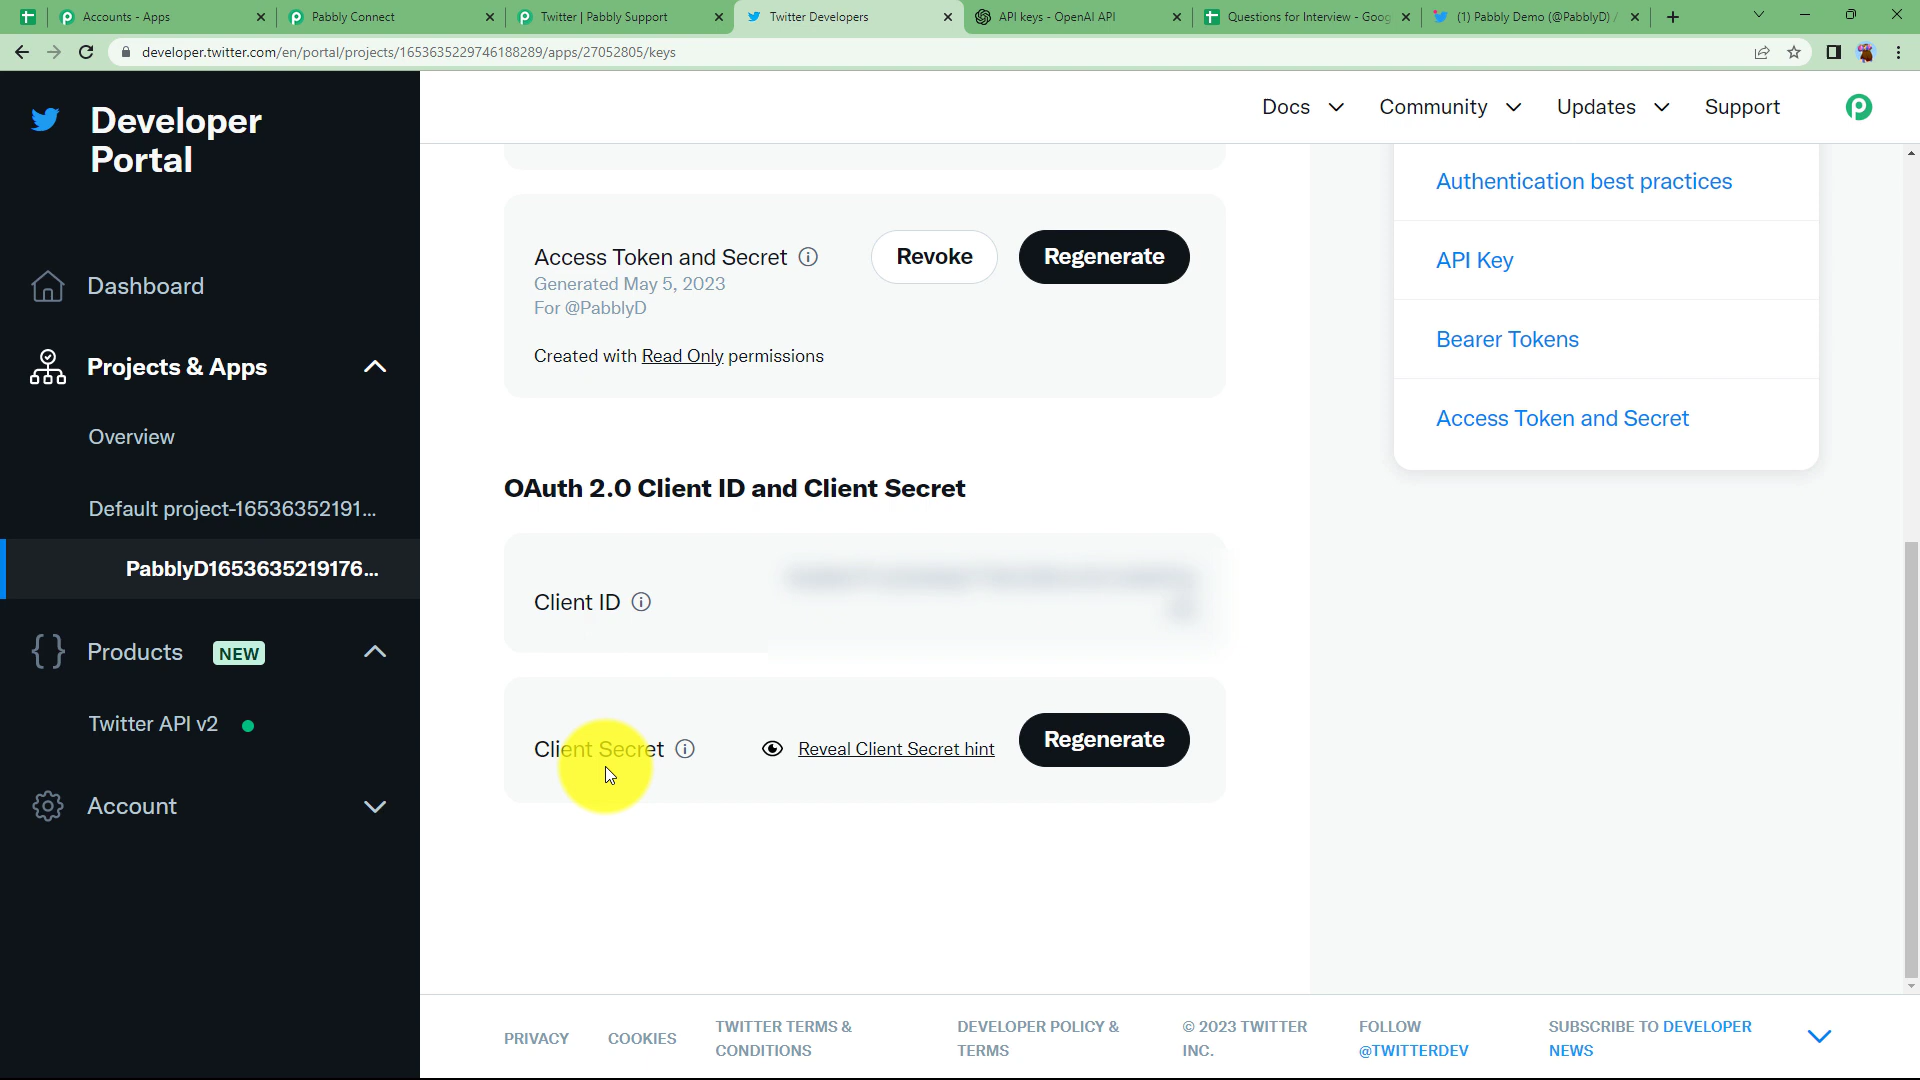 Accounts - Apps
Pabbly Connect
Twitter | Pabbly Support
Twitter Developers
API keys - OpenAI API
Questions for Interview - Goog
(1) Pabbly Demo (@PabblyD) /
developer.twitter.com/en/portal/projects/1653635229746188289/apps/27052805/keys
Developer
Portal
Docs
Community
Updates
Support
Dashboard
Projects & Apps
Overview
Default project-16536352191...
PabblyD1653635219176...
Products NEW
Twitter API v2
Account
Access Token and Secret
Revoke
Regenerate
Generated May 5, 2023
For @PabblyD
Created with Read Only permissions
OAuth 2.0 Client ID and Client Secret
Client ID
Client Secret
Reveal Client Secret hint
Regenerate
Authentication best practices
API Key
Bearer Tokens
Access Token and Secret
PRIVACY
COOKIES
TWITTER TERMS &
CONDITIONS
DEVELOPER POLICY &
TERMS
© 2023 TWITTER
INC.
FOLLOW
@TWITTERDEV
SUBSCRIBE TO DEVELOPER
NEWS